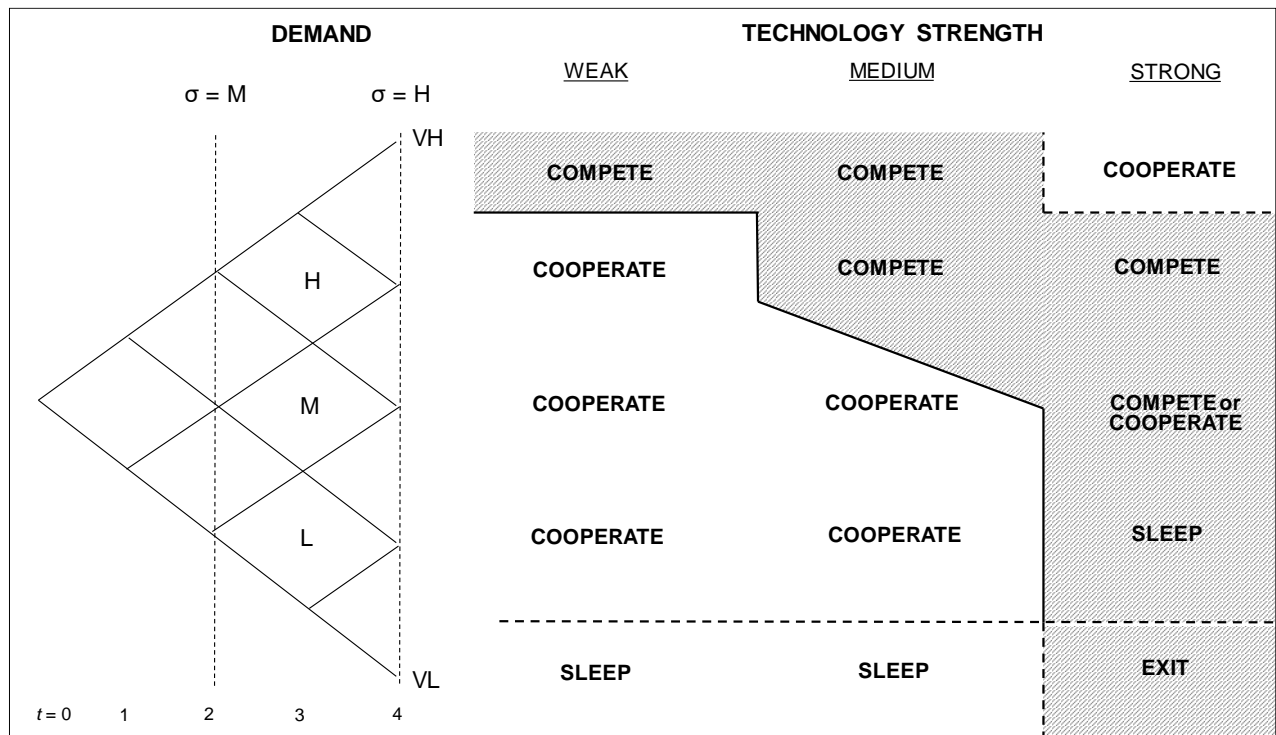 DEMAND TECHNOLOGY STRENGTH
WEAK MEDIUM STRONG
σ = M σ = H
VH
COMPETE COMPETE COOPERATE
H COOPERATE COMPETE COMPETE
M COOPERATE COOPERATE COMPETE or
COOPERATE
L COOPERATE COOPERATE SLEEP
VL SLEEP SLEEP EXIT
t = 0 1 2 3 4